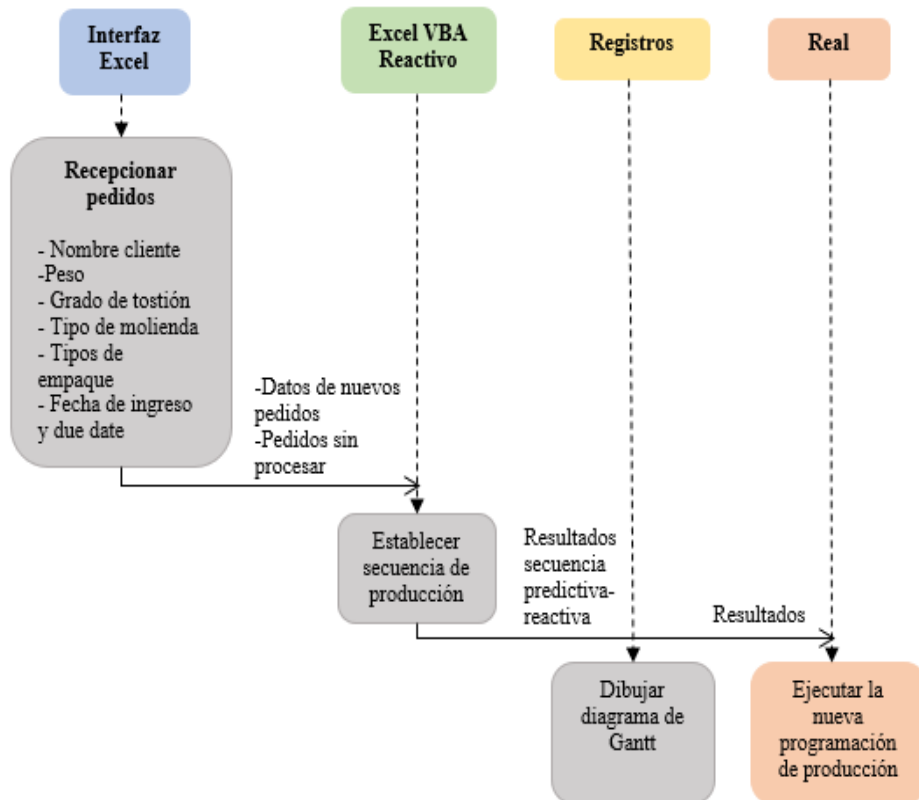 Interfaz
Excel
Excel VBA
Reactivo
Registros
Real
Recepcionar
pedidos
- Nombre cliente
-Peso
- Grado de tostión
- Tipo de molienda
- Tipos de
empaque
- Fecha de ingreso
y due date
-Datos de nuevos
pedidos
-Pedidos sin
procesar
Establecer
secuencia de
producción
Resultados
secuencia
predictiva-
reactiva
Resultados
Dibujar
diagrama de
Gantt
Ejecutar la
nueva
programación
de producción